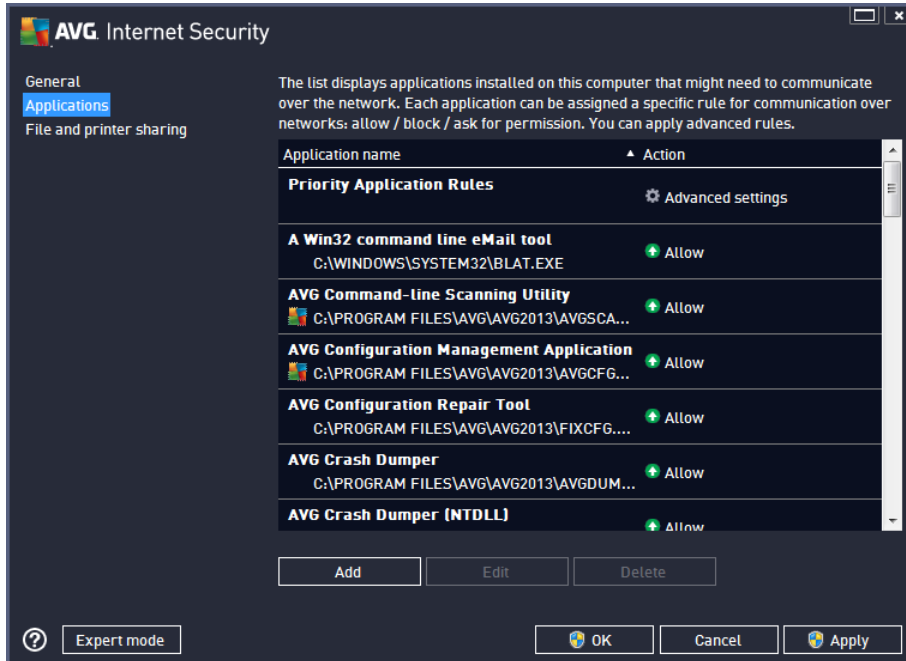 AVG. Internet Security
General
Applications
File and printer sharing
The list displays applications installed on this computer that might need to communicate
over the network. Each application can be assigned a specific rule for communication over
networks: allow / block / ask for permission. You can apply advanced rules.
Application name Action
Priority Application Rules
Advanced settings
A Win32 command line eMail tool
C:\WINDOWS\SYSTEM32\BLAT.EXE
Allow
AVG Command-line Scanning Utility
C:\PROGRAM FILES\AVG\AVG2013\AVGSCA...
Allow
AVG Configuration Management Application
C:\PROGRAM FILES\AVG\AVG2013\AVGCFG...
Allow
AVG Configuration Repair Tool
C:\PROGRAM FILES\AVG\AVG2013\FIXCFG....
Allow
AVG Crash Dumper
C:\PROGRAM FILES\AVG\AVG2013\AVGDUM...
Allow
AVG Crash Dumper (NTDLL)
Allow
Add Edit Delete
? Expert mode OK Cancel Apply